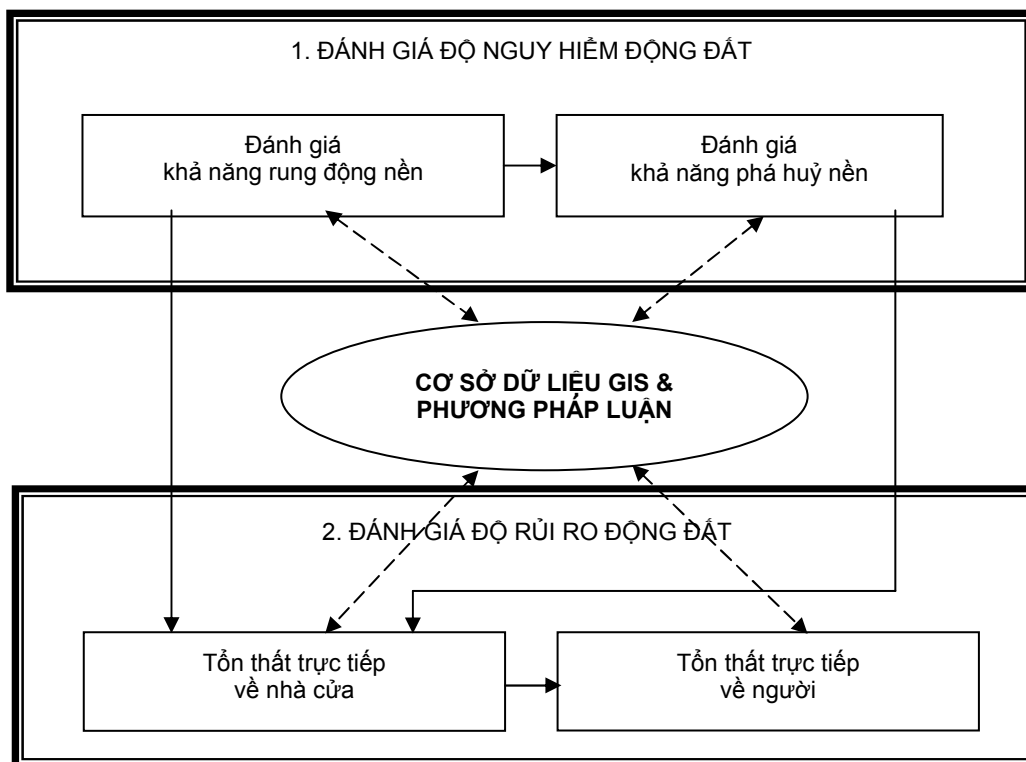 1. ĐÁNH GIÁ ĐỘ NGUY HIỂM ĐỘNG ĐẤT
Đánh giá
khả năng rung động nền
Đánh giá
khả năng phá huỷ nền
CƠ SỞ DỮ LIỆU GIS &
PHƯƠNG PHÁP LUẬN
2. ĐÁNH GIÁ ĐỘ RỦI RO ĐỘNG ĐẤT
Tổn thất trực tiếp
về nhà cửa
Tổn thất trực tiếp
về người